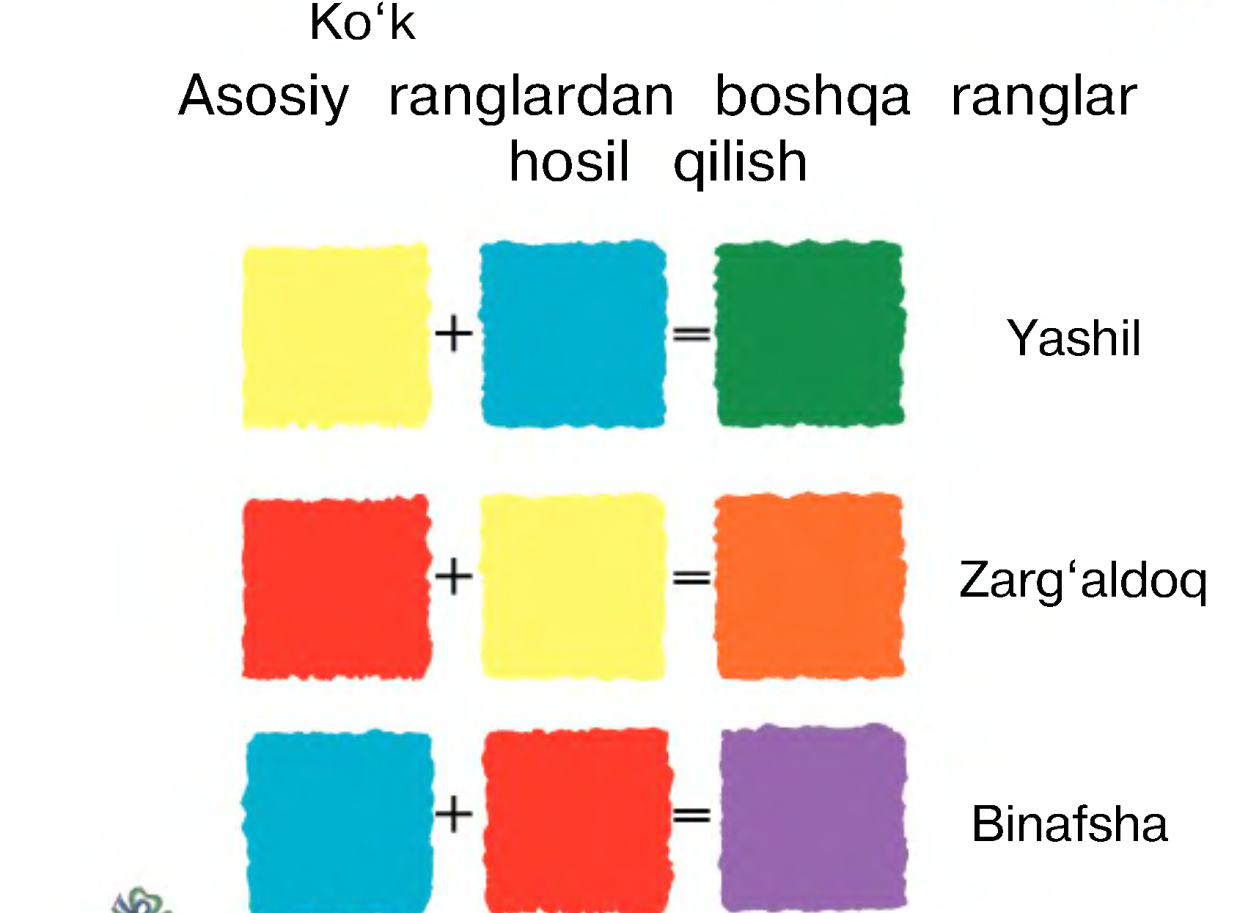 Ko‘k
Asosiy ranglardan boshqa ranglar
hosil qilish
+ = Yashil
+ = Zarg‘aldoq
+ = Binafsha